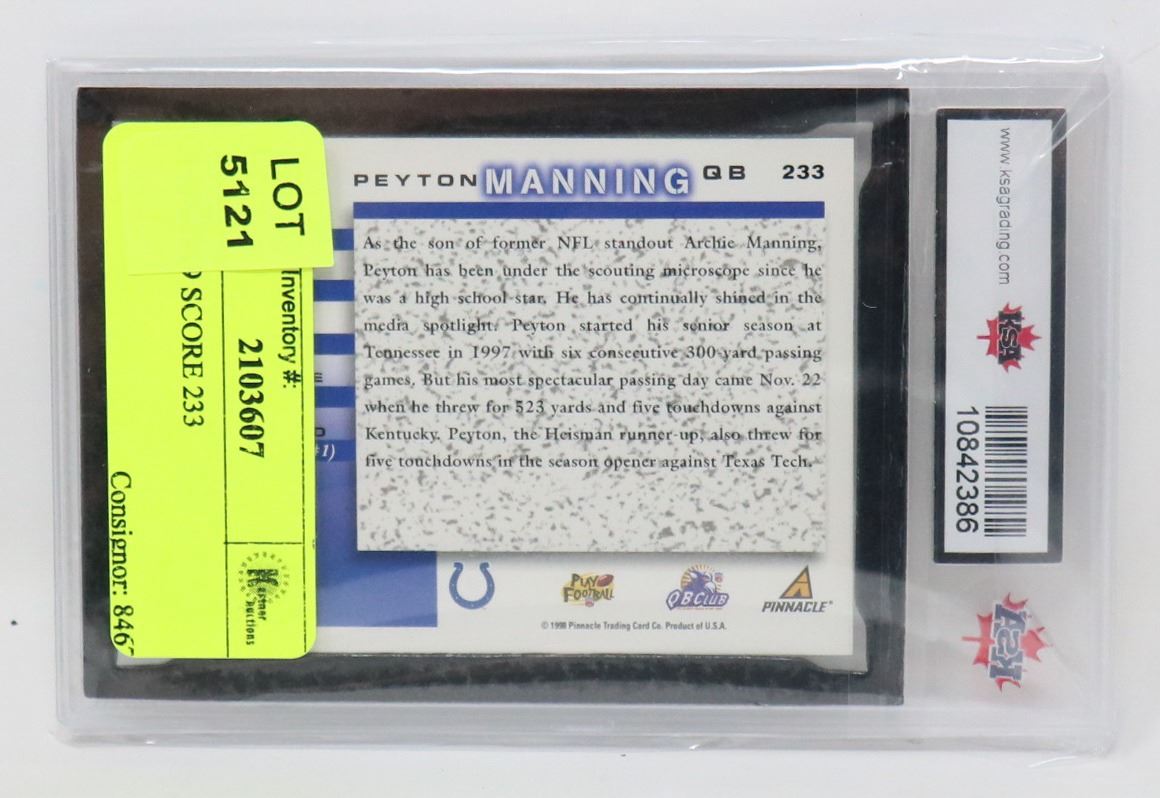 LOT
5121
Inventory #:
2103607
SCORE 233
Consignor: 846
Auctions
PEYTON MANNING QB 233
As the son of former NFL standout Archie Manning,
Peyton has been under the scouting microscope since he
was a high school star. He has continually shined in the
media spotlight. Peyton started his senior season at
Tennessee in 1997 with six consecutive 300-yard passing
games. But his most spectacular passing day came Nov. 22
when he threw for 523 yards and five touchdowns against
Kentucky. Peyton, the Heisman runner-up, also threw for
five touchdowns in the season opener against Texas Tech.
#1)
PLAY
FOOTBALL
QB CLUB
PINNACLE
© 1998 Pinnacle Trading Card Co. Product of U.S.A.
www.ksagrading.com
KSA
10842386
KSA